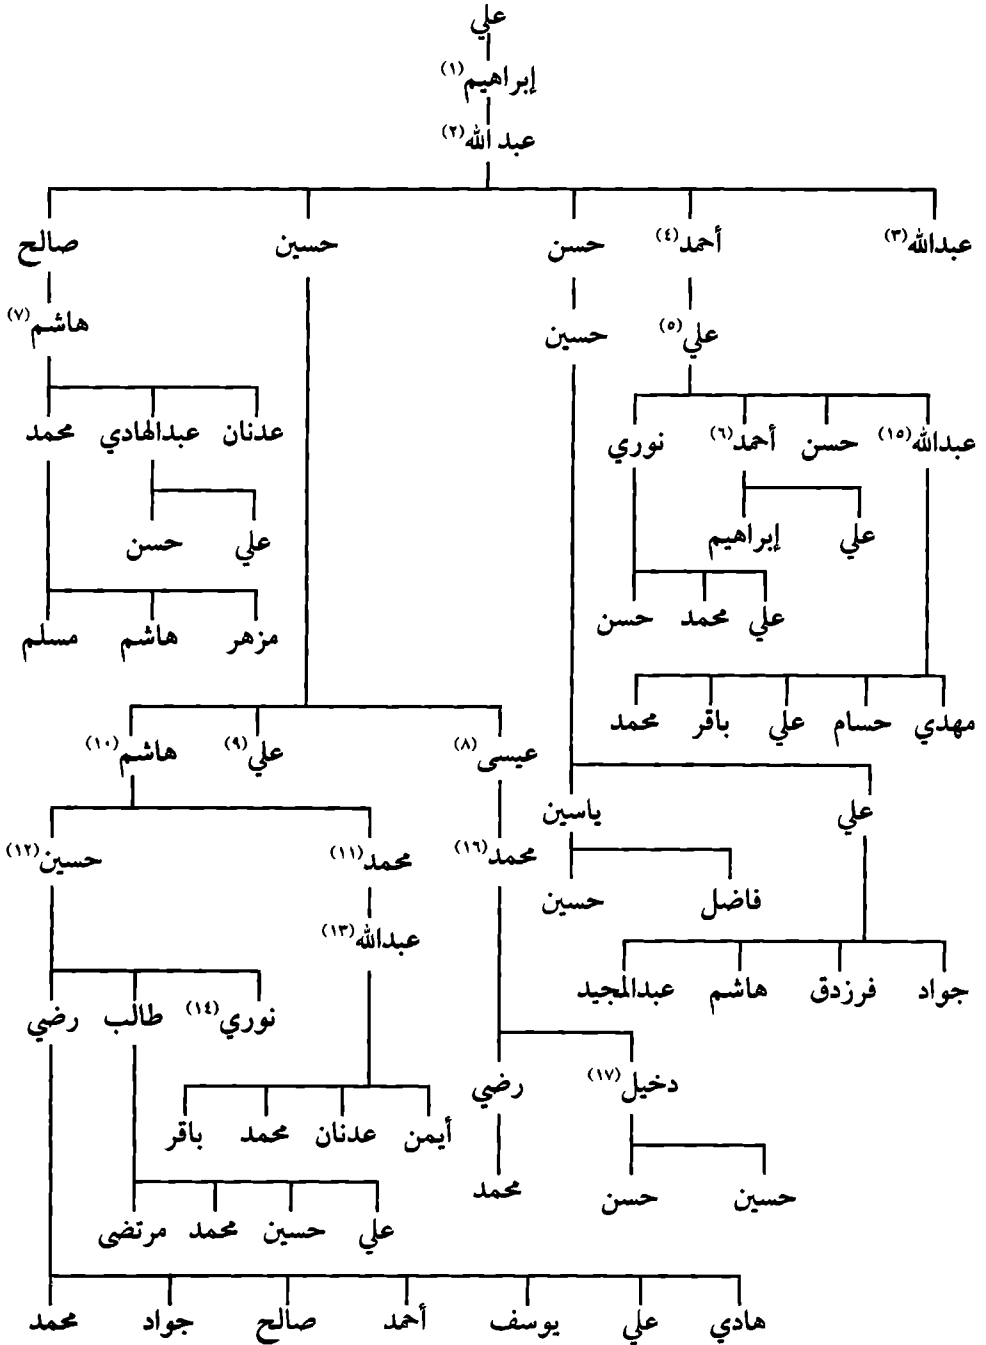 علي
إبراهيم(١)
عبد الله(٢)
عبدالله(٣) أحمد(٤) حسن حسين صالح
هاشم(٧)
علي(٥) حسين
عدنان عبدالهادي محمد
عبدالله(١٥) حسن أحمد(٦) نوري
علي إبراهيم علي حسن
علي محمد حسن
مزهر هاشم مسلم
مهدي حسام علي باقر محمد
عيسى(٨) علي(٩) هاشم(١٠)
علي ياسين
محمد(١٦) محمد(١١) حسين(١٢)
فاضل حسين
عبدالله(١٣)
جواد فرزدق هاشم عبدالمجيد
نوري(١٤) طالب رضي
دخيل(١٧) رضي
أيمن عدنان محمد باقر
حسين حسن محمد
علي حسين محمد مرتضى
هادي علي يوسف أحمد صالح جواد محمد